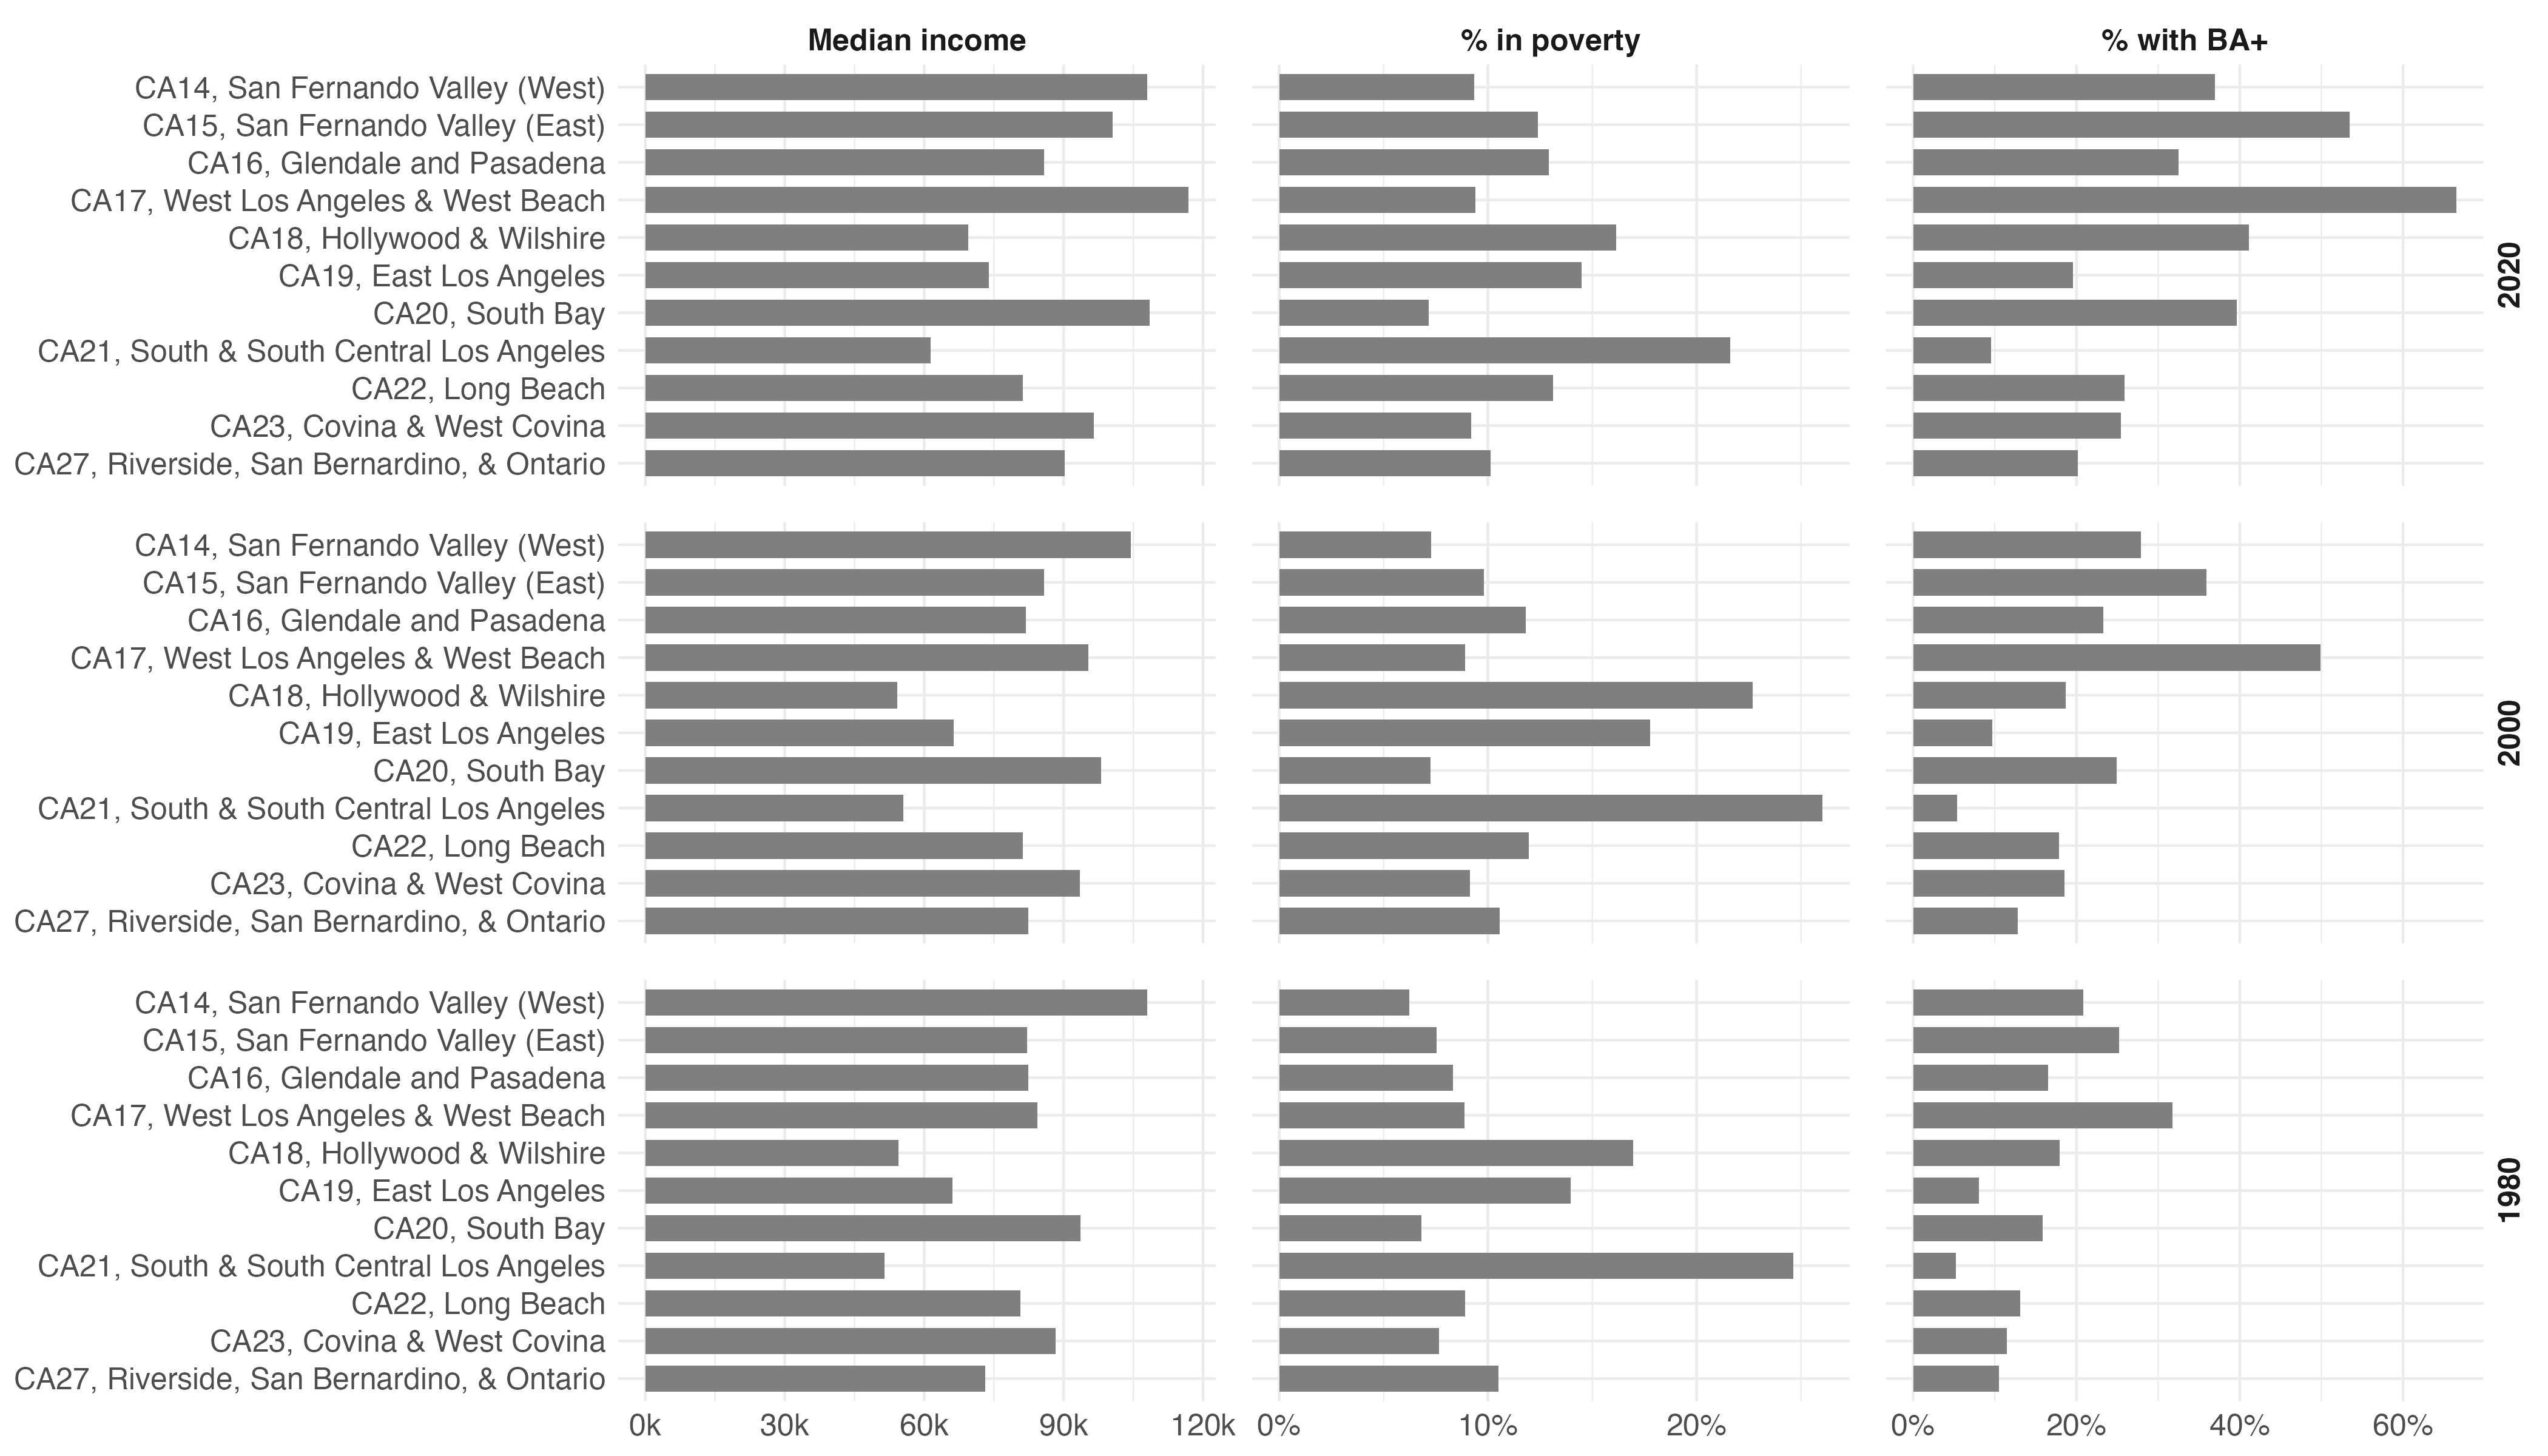 Median income % in poverty % with BA+
CA14, San Fernando Valley (West)
CA15, San Fernando Valley (East)
CA16, Glendale and Pasadena
CA17, West Los Angeles & West Beach
CA18, Hollywood & Wilshire
CA19, East Los Angeles
CA20, South Bay
CA21, South & South Central Los Angeles
CA22, Long Beach
CA23, Covina & West Covina
CA27, Riverside, San Bernardino, & Ontario
2020
CA14, San Fernando Valley (West)
CA15, San Fernando Valley (East)
CA16, Glendale and Pasadena
CA17, West Los Angeles & West Beach
CA18, Hollywood & Wilshire
CA19, East Los Angeles
CA20, South Bay
CA21, South & South Central Los Angeles
CA22, Long Beach
CA23, Covina & West Covina
CA27, Riverside, San Bernardino, & Ontario
2000
CA14, San Fernando Valley (West)
CA15, San Fernando Valley (East)
CA16, Glendale and Pasadena
CA17, West Los Angeles & West Beach
CA18, Hollywood & Wilshire
CA19, East Los Angeles
CA20, South Bay
CA21, South & South Central Los Angeles
CA22, Long Beach
CA23, Covina & West Covina
CA27, Riverside, San Bernardino, & Ontario
1980
0k 30k 60k 90k 120k 0% 10% 20% 0% 20% 40% 60%